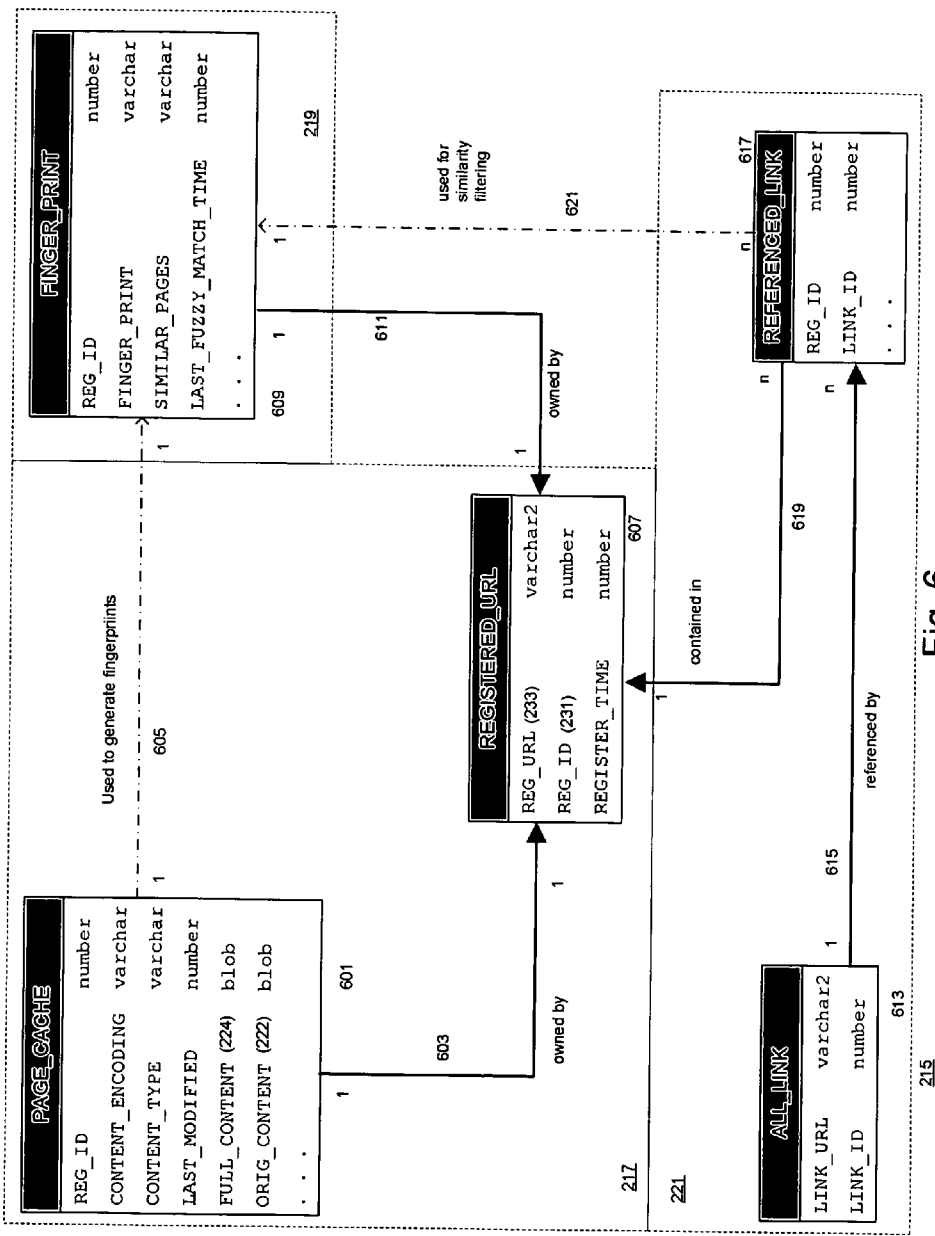 PAGE_CACHE
REG_ID number
CONTENT_ENCODING varchar
CONTENT_TYPE varchar
LAST_MODIFIED number
FULL_CONTENT (224) blob
ORIG_CONTENT (222) blob
. . .
601
1
Used to generate fingerprints
605
1
FINGER_PRINT
REG_ID number
FINGER_PRINT varchar
SIMILAR_PAGES varchar
LAST_FUZZY_MATCH_TIME number
. . .
609
219
1
603
owned by
1
REGISTERED_URL
REG_URL (233) varchar2
REG_ID (231) number
REGISTER_TIME number
607
1
611
owned by
1
1
used for
similarity
filtering
621
n
217
221
ALL_LINK
LINK_URL varchar2
LINK_ID number
613
1
615
referenced by
n
1
contained in
619
n
REFERENCED_LINK
617
REG_ID number
LINK_ID number
. . .
215
Fig. 6